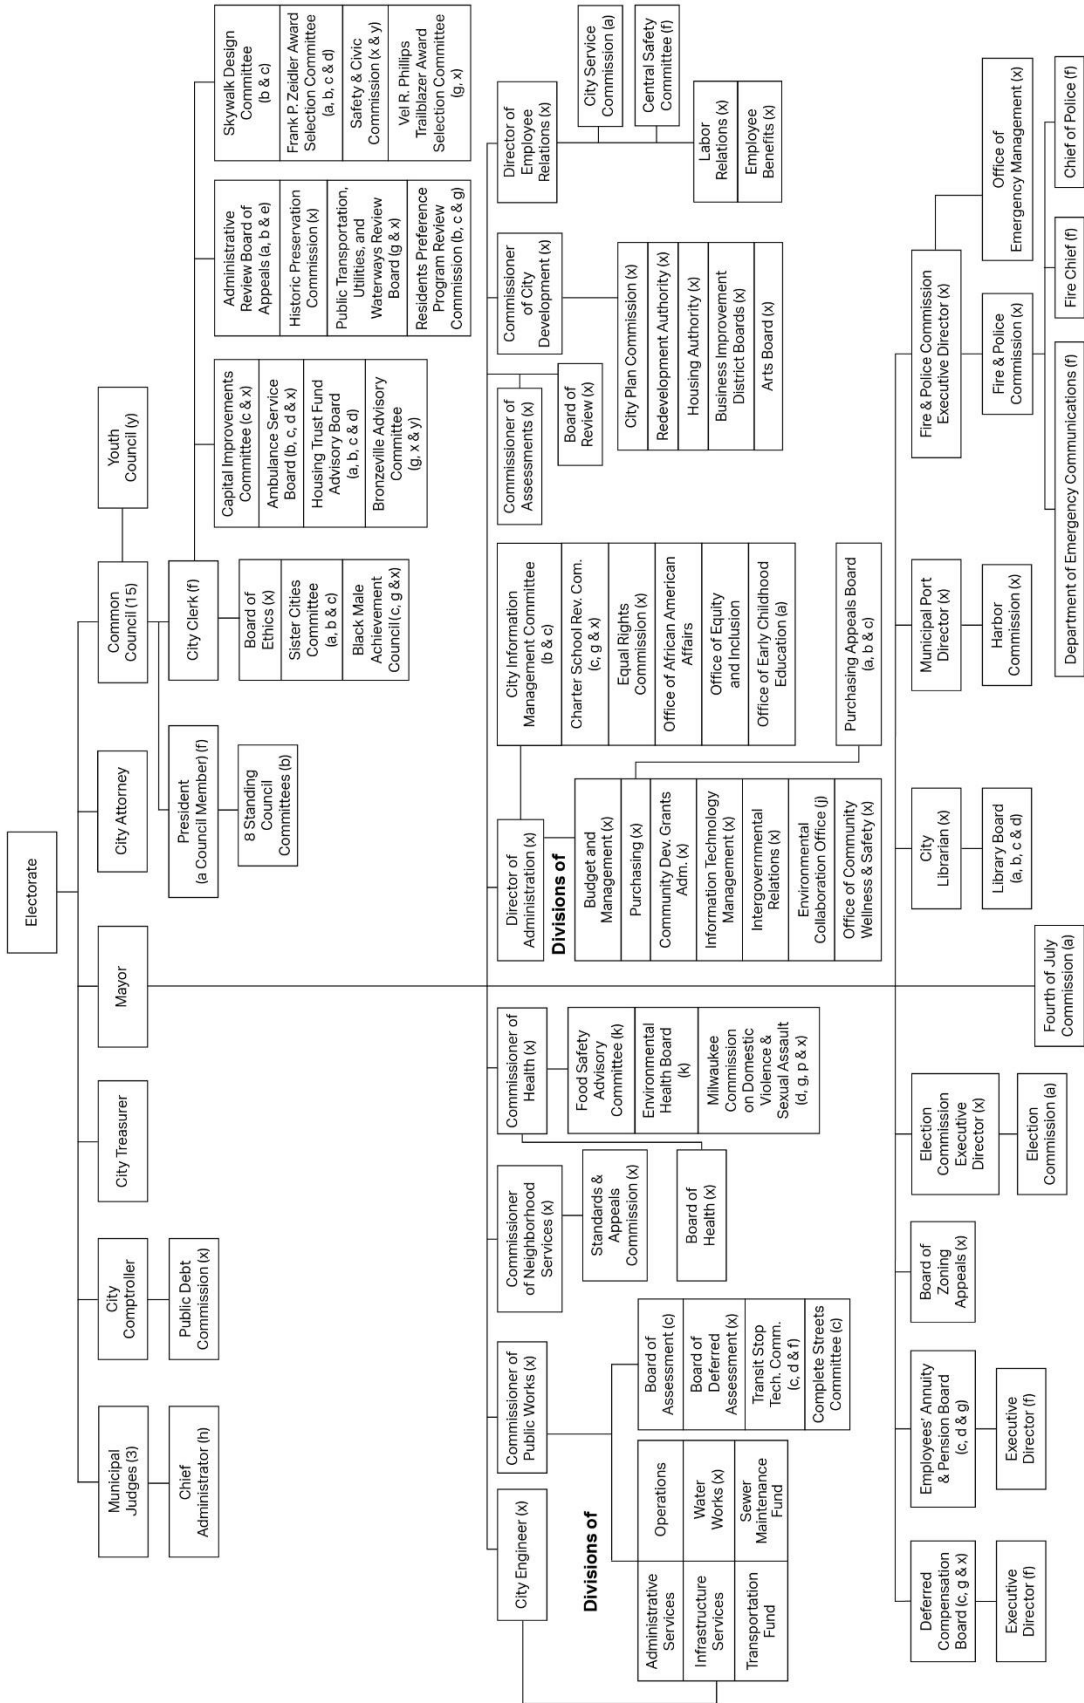 Electorate
Municipal
Judges (3)
Chief
Administrator (h)
City
Comptroller
Public Debt
Commission (x)
City Treasurer
Mayor
City Attorney
Common
Council (15)
Youth
Council (y)
President
(a Council Member) (f)
8 Standing
Council
Committees (b)
City Clerk (f)
Board of
Ethics (x)
Sister Cities
Committee
(a, b & c)
Black Male
Achievement
Council( c, g &x)
Capital Improvements
Committee (c & x)
Ambulance Service
Board (b, c, d & x)
Housing Trust Fund
Advisory Board
(a, b, c & d)
Bronzeville Advisory
Committee
(g, x & y)
Administrative
Review Board of
Appeals (a, b & e)
Historic Preservation
Commission (x)
Public Transportation,
Utilities, and
Waterways Review
Board (g & x)
Residents Preference
Program Review
Commission (b, c & g)
Skywalk Design
Committee
(b & c)
Frank P. Zeidler Award
Selection Committee
(a, b, c & d)
Safety & Civic
Commission (x & y)
Vel R. Phillips
Trailblazer Award
Selection Committee
(g, x)
City Engineer (x)
Commissioner of
Public Works (x)
Divisions of
Administrative
Services
Operations
Infrastructure
Services
Water
Works (x)
Transportation
Fund
Sewer
Maintenance
Fund
Board of
Assessment (c)
Board of
Deferred
Assessment (x)
Transit Stop
Tech. Comm.
(c, d & f)
Complete Streets
Committee (c)
Commissioner
of Neighborhood
Services (x)
Standards &
Appeals
Commission (x)
Commissioner of
Health (x)
Board of
Health (x)
Food Safety
Advisory
Committee (k)
Environmental
Health Board
(k)
Milwaukee
Commission
on Domestic
Violence &
Sexual Assault
(d, g, p & x)
Director of
Administration (x)
Divisions of
Budget and
Management (x)
Purchasing (x)
Community Dev. Grants
Adm. (x)
Information Technology
Management (x)
Intergovernmental
Relations (x)
Environmental
Collaboration Office (j)
Office of Community
Wellness & Safety (x)
City Information
Management Committee
(b & c)
Charter School Rev. Com.
(c, g & x)
Equal Rights
Commission (x)
Office of African American
Affairs
Office of Equity
and Inclusion
Office of Early Childhood
Education (a)
Purchasing Appeals Board
(a, b & c)
Commissioner of
Assessments (x)
Board of
Review (x)
Commissioner
of City
Development (x)
City Plan Commission (x)
Redevelopment Authority (x)
Housing Authority (x)
Business Improvement
District Boards (x)
Arts Board (x)
Director of
Employee
Relations (x)
City Service
Commission (a)
Central Safety
Committee (f)
Labor
Relations (x)
Employee
Benefits (x)
Deferred
Compensation
Board (c, g & x)
Executive
Director (f)
Employees' Annuity
& Pension Board
(c, d & g)
Executive
Director (f)
Board of
Zoning
Appeals (x)
Election
Commission
Executive
Director (x)
Election
Commission (a)
Fourth of July
Commission (a)
City
Librarian (x)
Library Board
(a, b, c & d)
Municipal Port
Director (x)
Harbor
Commission (x)
Fire & Police Commission
Executive Director (x)
Fire & Police
Commission (x)
Office of
Emergency Management (x)
Department of Emergency Communications (f)
Fire Chief (f)
Chief of Police (f)